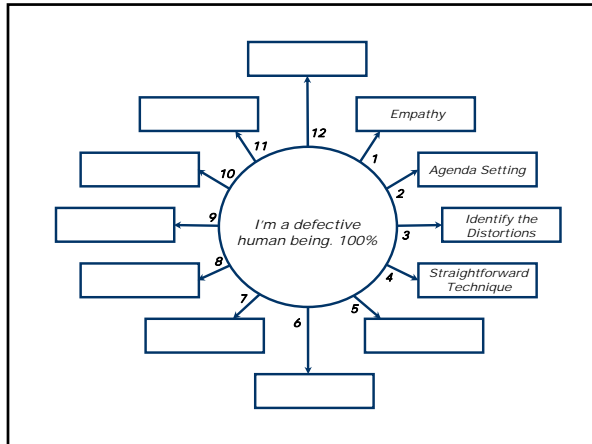 12
11
1
Empathy
10
2
Agenda Setting
9
I'm a defective
human being. 100%
3
Identify the
Distortions
8
4
Straightforward
Technique
7
6
5